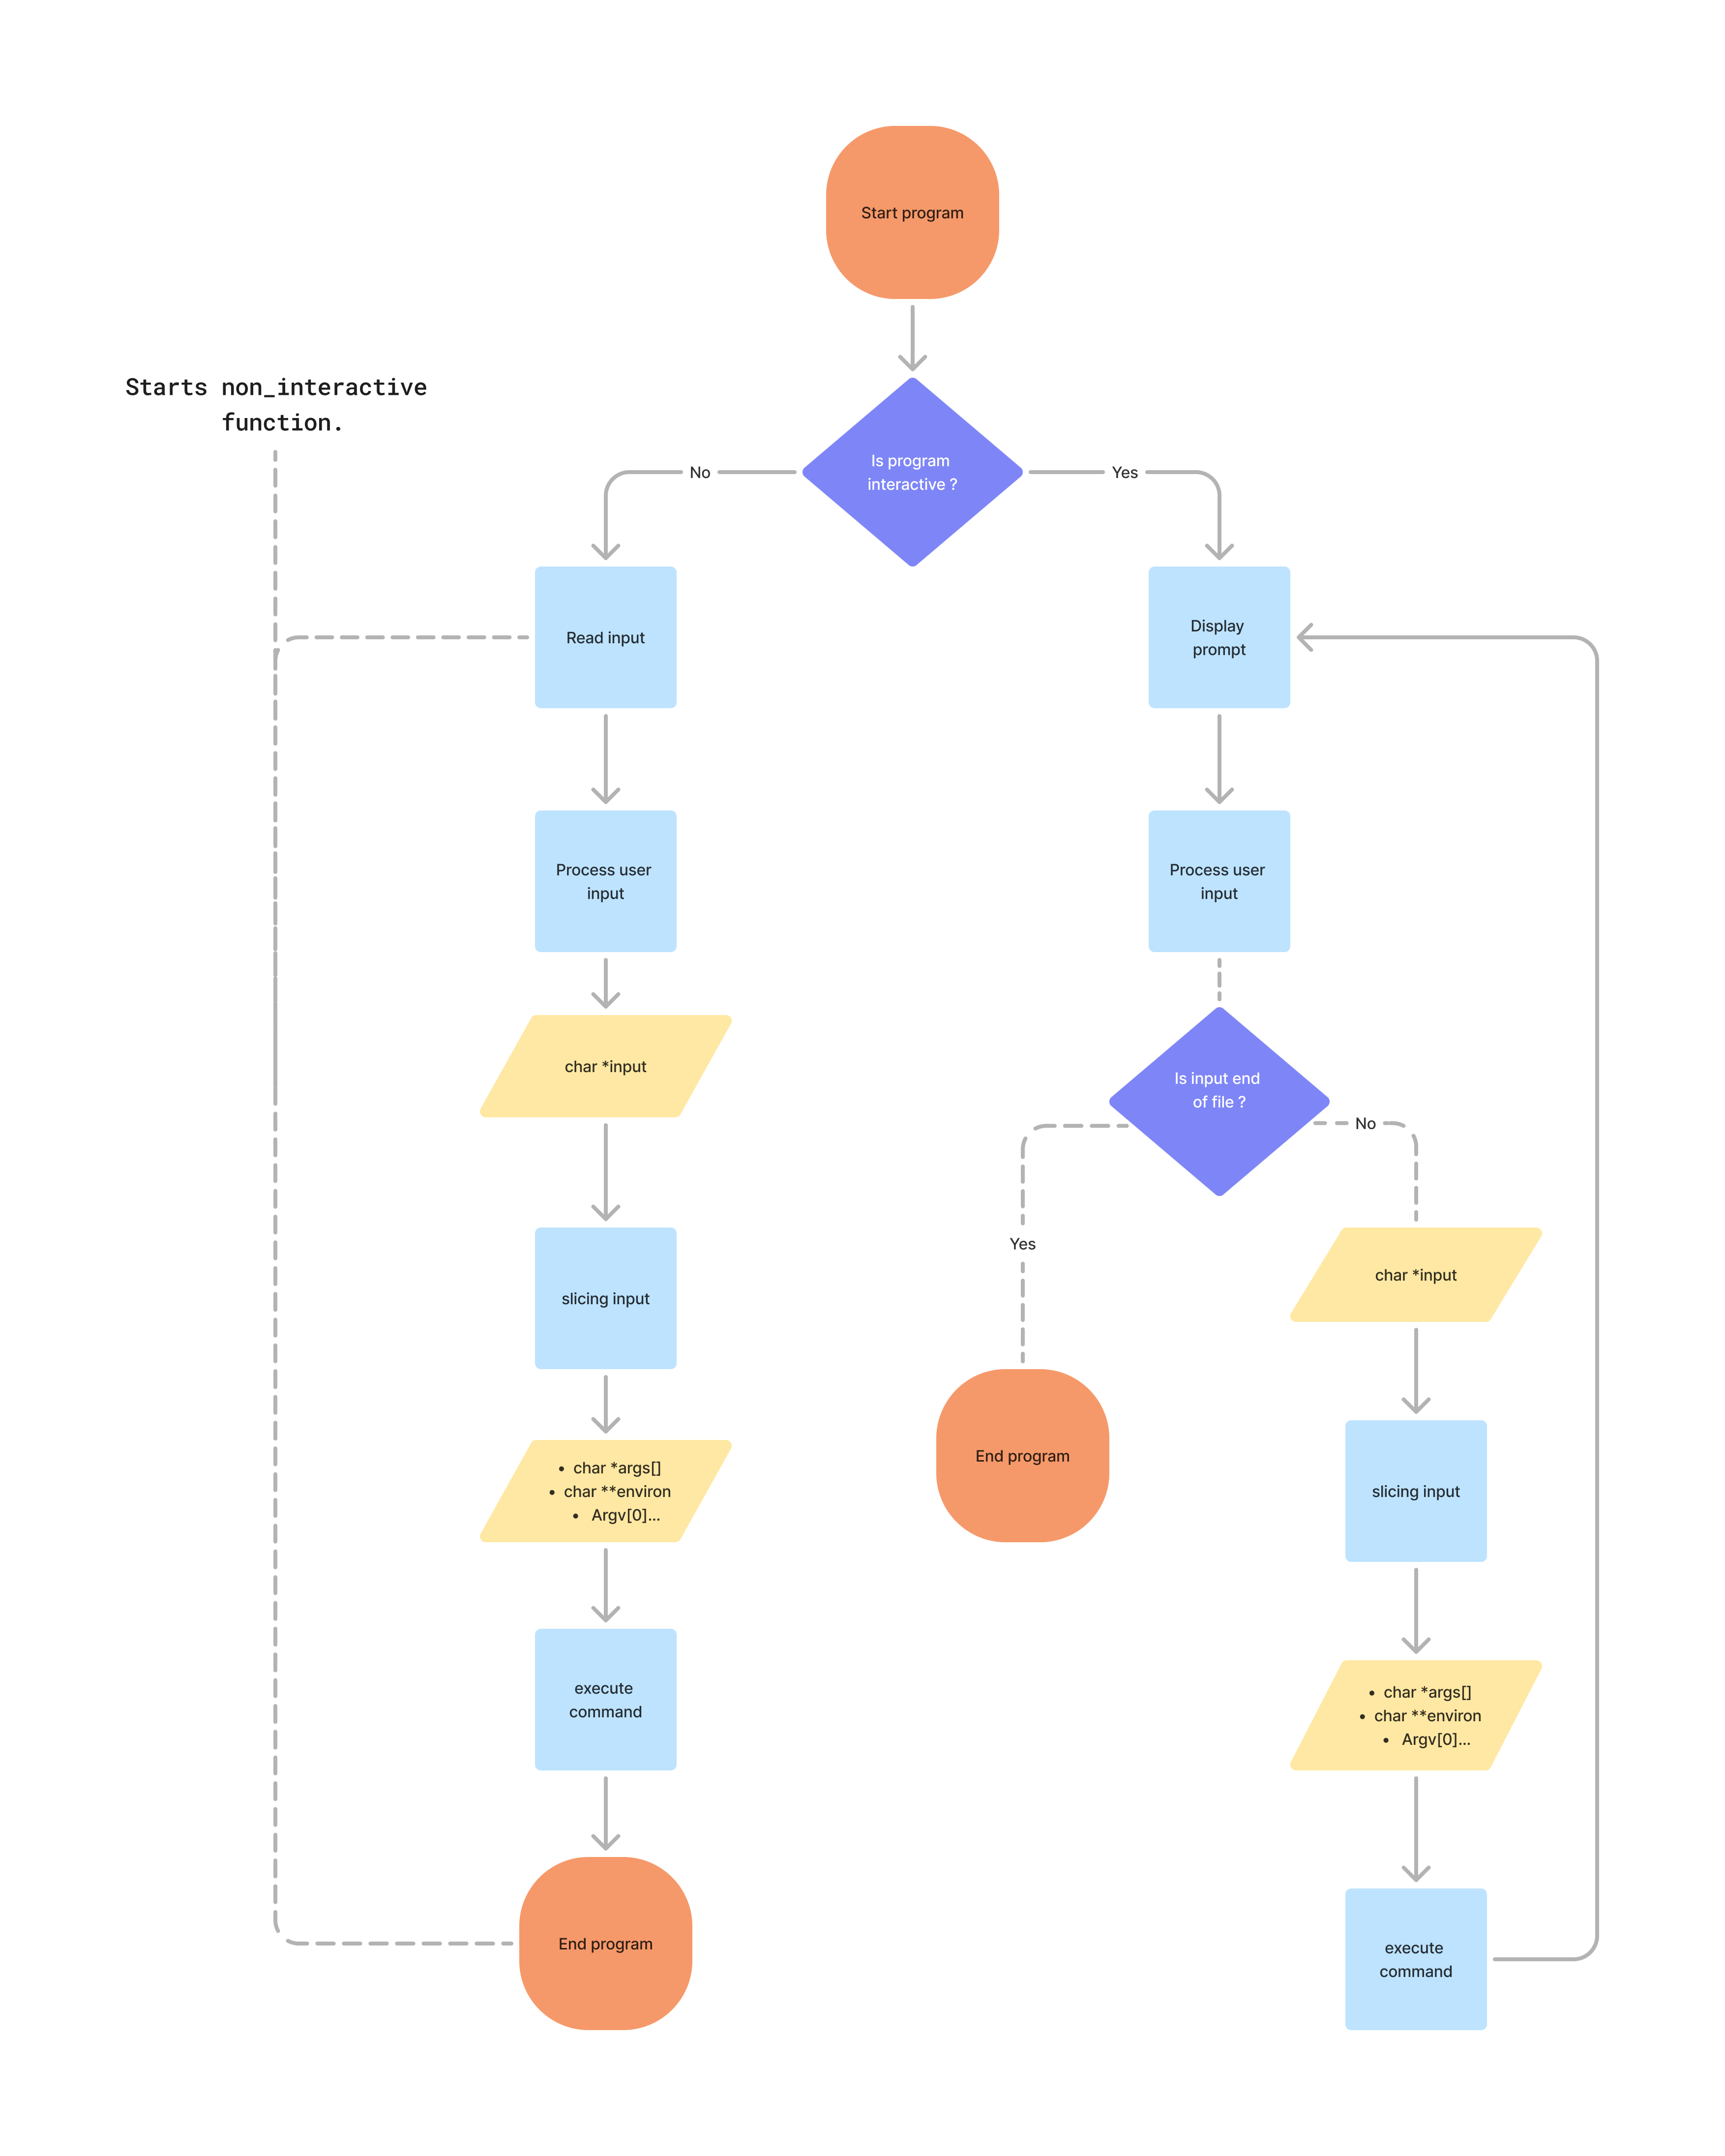 Start program
Starts non_interactive
function.
Is program
interactive ?
No
Yes
Read input
Display
prompt
Process user
input
Process user
input
char *input
Is input end
of file ?
No
Yes
char *input
slicing input
End program
• char *args[]
• char **environ
• Argv[0]...
slicing input
execute
command
• char *args[]
• char **environ
• Argv[0]...
End program
execute
command